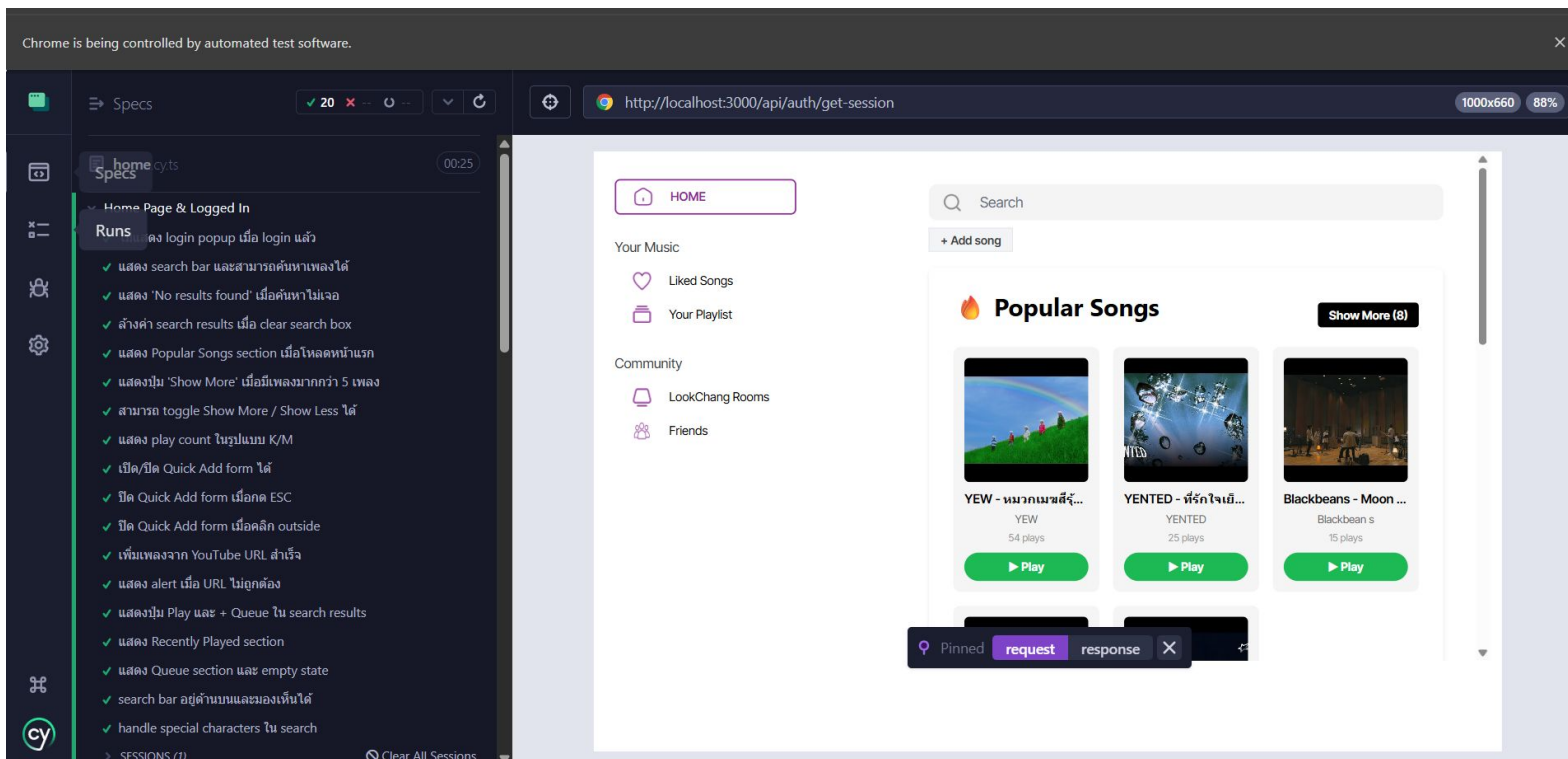 Chrome is being controlled by automated test software.
Specs
20
--
--
http://localhost:3000/api/auth/get-session
1000x660
88%
home.cy.ts
00:25
Specs
Home Page & Logged In
Runs
login popup เมื่อ login แล้ว
แสดง search bar และสามารถค้นหาเพลงได้
แสดง 'No results found' เมื่อค้นหาไม่เจอ
ล้างค่า search results เมื่อ clear search box
แสดง Popular Songs section เมื่อโหลดหน้าแรก
แสดงปุ่ม 'Show More' เมื่อมีเพลงมากกว่า 5 เพลง
สามารถ toggle Show More / Show Less ได้
แสดง play count ในรูปแบบ K/M
เปิด/ปิด Quick Add form ได้
ปิด Quick Add form เมื่อกด ESC
ปิด Quick Add form เมื่อคลิก outside
เพิ่มเพลงจาก YouTube URL สำเร็จ
แสดง alert เมื่อ URL ไม่ถูกต้อง
แสดงปุ่ม Play และ + Queue ใน search results
แสดง Recently Played section
แสดง Queue section และ empty state
search bar อยู่ด้านบนและมองเห็นได้
handle special characters ใน search
SESSIONS (1)
Clear All Sessions
cy
HOME
Your Music
Liked Songs
Your Playlist
Community
LookChang Rooms
Friends
Search
+ Add song
Popular Songs
Show More (8)
YEW - หมวกเมฆสีรุ้...
YEW
54 plays
Play
YENTED - ที่รักใจเย็...
YENTED
25 plays
Play
Blackbeans - Moon ...
Blackbean s
15 plays
Play
Pinned
request
response